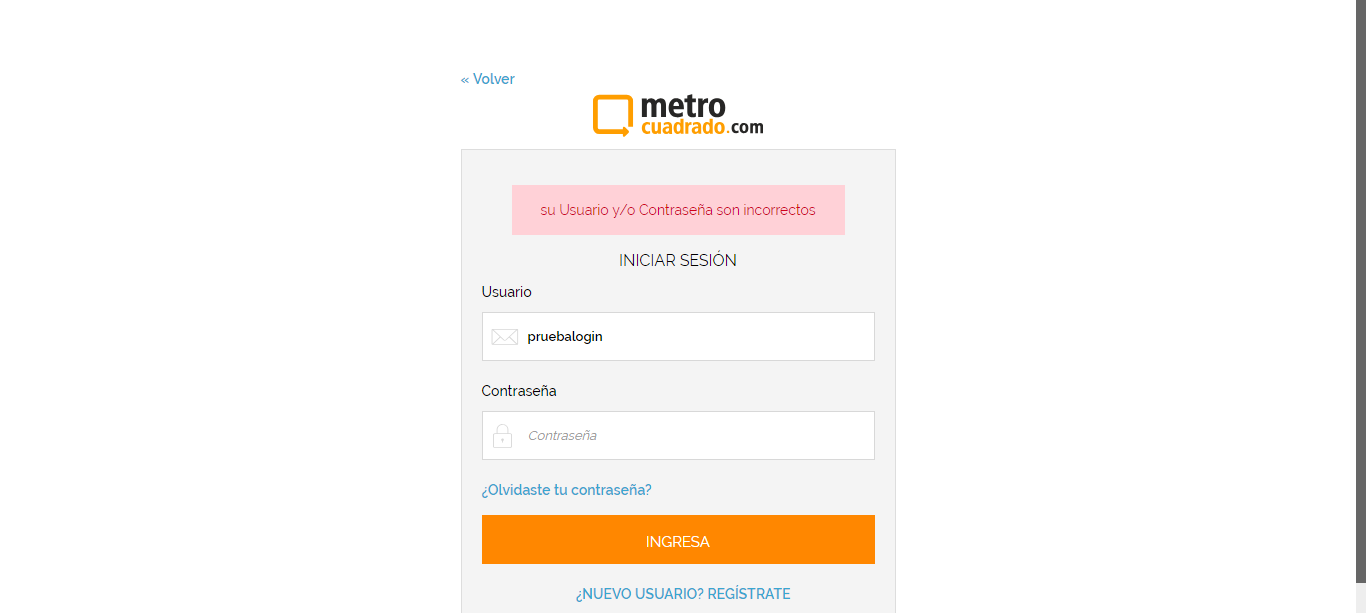 « Volver
metro
cuadrado.com
su Usuario y/o Contraseña son incorrectos
INICIAR SESIÓN
Usuario
pruebalogin
Contraseña
Contraseña
¿Olvidaste tu contraseña?
INGRESA
¿NUEVO USUARIO? REGÍSTRATE